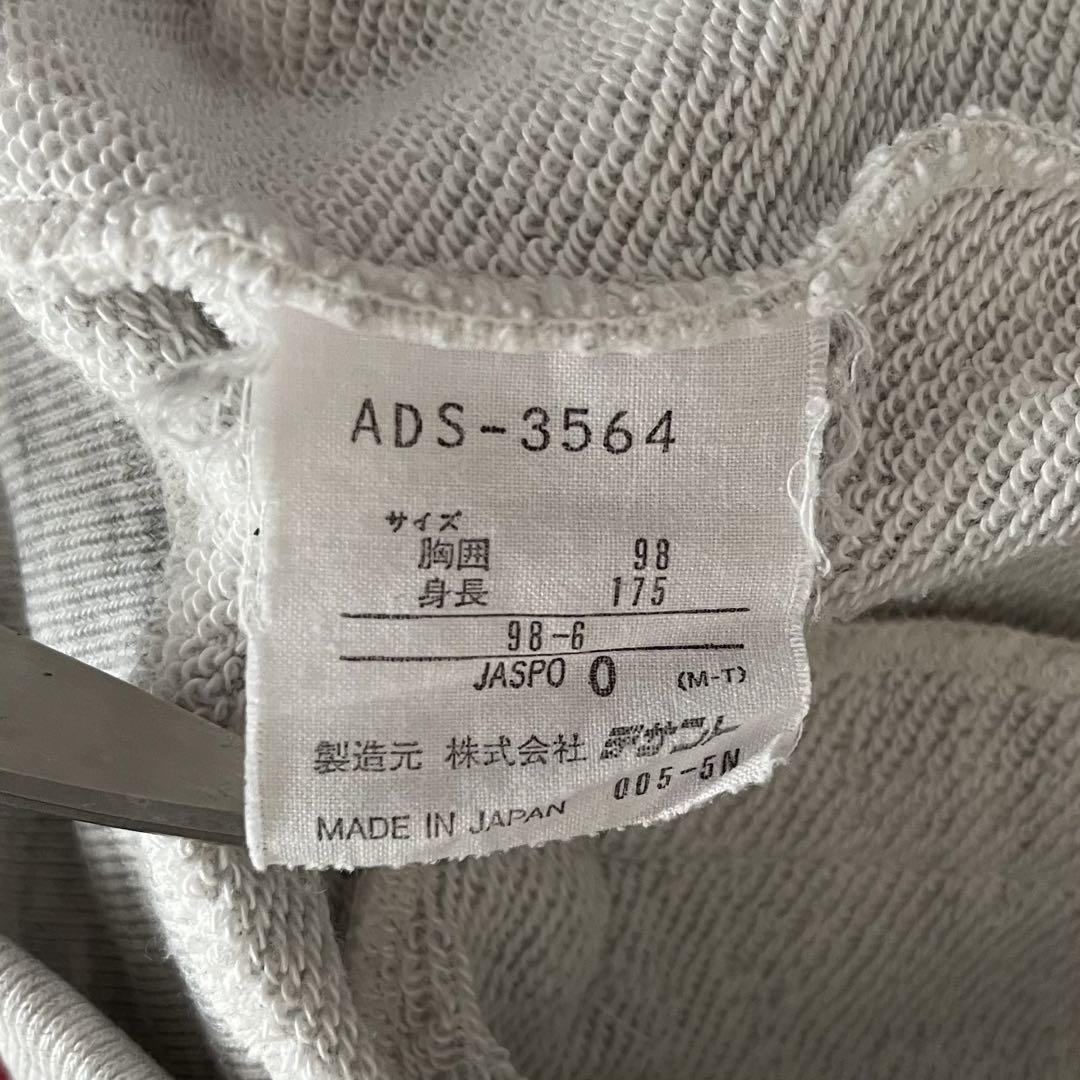 ADS-3564
サイズ
胸囲 98
身長 175
98-6
JASPO O (M-T)
製造元 株式会社 デサント
005-5N
MADE IN JAPAN